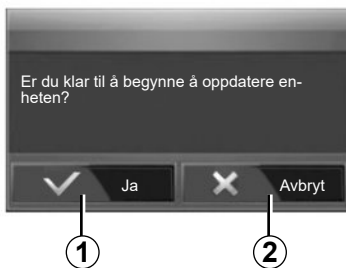 Er du klar til å begynne å oppdatere en-
heten?
Ja
Avbryt
1
2